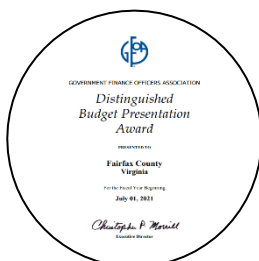 GFOA
GOVERNMENT FINANCE OFFICERS ASSOCIATION
Distinguished
Budget Presentation
Award
PRESENTED TO
Fairfax County
Virginia
For the Fiscal Year Beginning
July 01, 2021
Christopher P. Morrill
Executive Director